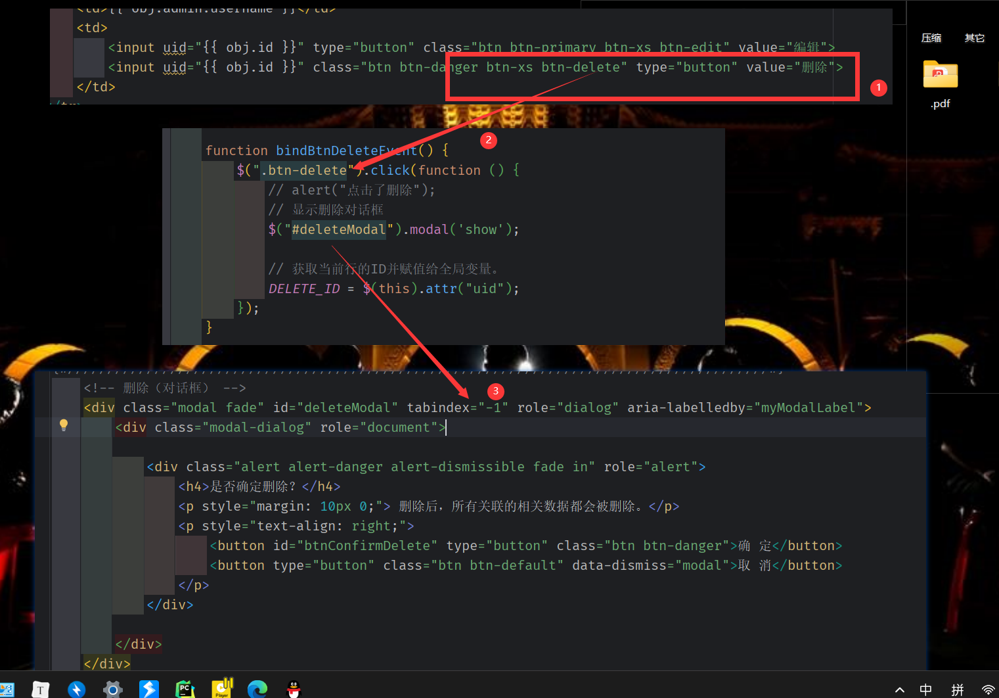 <td>{{ obj.admin.username }}</td>
<td>
<input uid="{{ obj.id }}" type="button" class="btn btn-primary btn-xs btn-edit" value="编辑">
<input uid="{{ obj.id }}" class="btn btn-danger btn-xs btn-delete" type="button" value="删除">
</td>
1
压缩 其它
.pdf
2
function bindBtnDeleteEvent() {
$(".btn-delete").click(function () {
// alert("点击了删除");
// 显示删除对话框
$("#deleteModal").modal('show');
// 获取当前行的ID并赋值给全局变量。
DELETE_ID = $(this).attr("uid");
});
}
<!-- 删除（对话框） -->
3
<div class="modal fade" id="deleteModal" tabindex="-1" role="dialog" aria-labelledby="myModalLabel">
<div class="modal-dialog" role="document">
<div class="alert alert-danger alert-dismissible fade in" role="alert">
<h4>是否确定删除？</h4>
<p style="margin: 10px 0;"> 删除后，所有关联的相关数据都会被删除。</p>
<p style="text-align: right;">
<button id="btnConfirmDelete" type="button" class="btn btn-danger">确 定</button>
<button type="button" class="btn btn-default" data-dismiss="modal">取 消</button>
</p>
</div>
</div>
</div>
T PC Player 中 拼